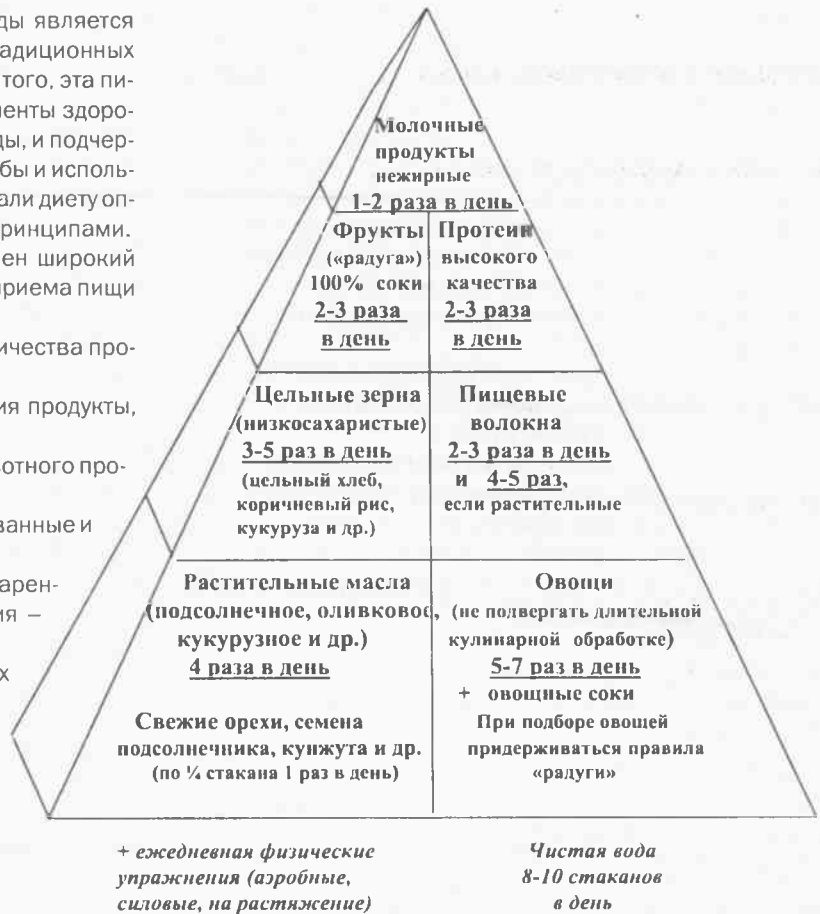 ды является
адиционных
того, эта пи-
менты здоро-
ды, и подчер-
бы и исполь-
али диету оп-
ринципами.
ен широкий
приема пищи
ичества про-
ия продукты,
вотного про-
ванные и
арен-
ия –
х
Молочные
продукты
нежирные
1-2 раза в день
Фрукты
(«радуга»)
100% соки
2-3 раза
в день
Протеин
высокого
качества
2-3 раза
в день
Цельные зерна
(низкосахаристые)
3-5 раз в день
(цельный хлеб,
коричневый рис,
кукуруза и др.)
Пищевые
волокна
2-3 раза в день
и 4-5 раз,
если растительные
Растительные масла
(подсолнечное, оливковое,
кукурузное и др.)
4 раза в день
Свежие орехи, семена
подсолнечника, кунжута и др.
(по ¼ стакана 1 раз в день)
Овощи
(не подвергать длительной
кулинарной обработке)
5-7 раз в день
+ овощные соки
При подборе овощей
придерживаться правила
«радуги»
+ ежедневная физические
упражнения (аэробные,
силовые, на растяжение)
Чистая вода
8-10 стаканов
в день